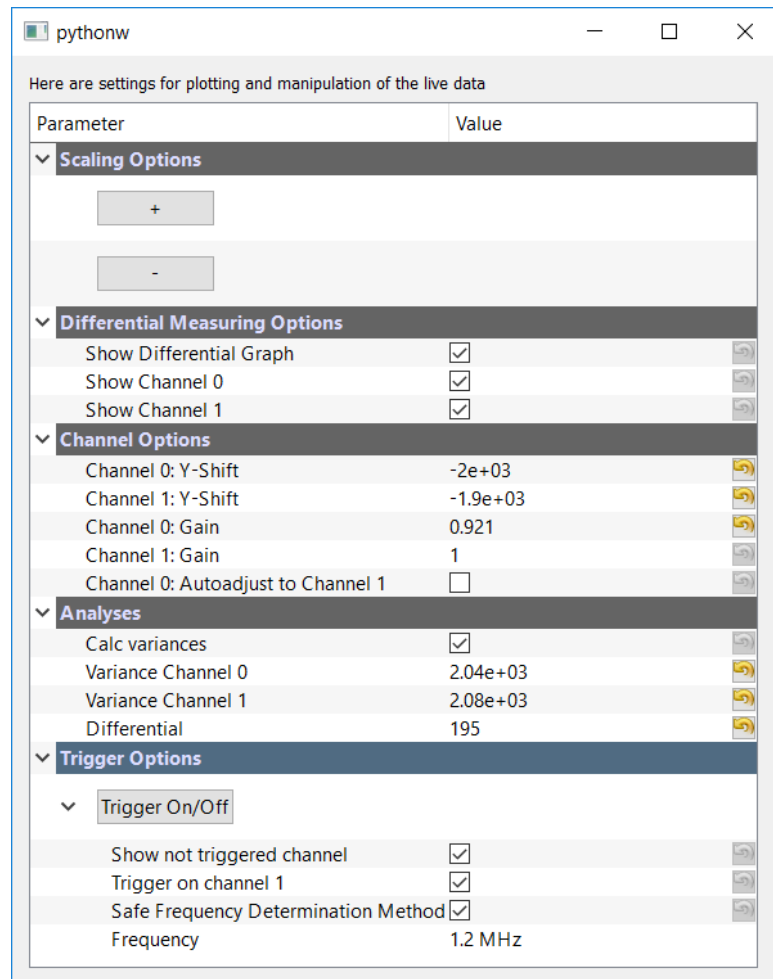 pythonw
Here are settings for plotting and manipulation of the live data
Parameter Value
Scaling Options
+
-
Differential Measuring Options
Show Differential Graph
Show Channel 0
Show Channel 1
Channel Options
Channel 0: Y-Shift -2e+03
Channel 1: Y-Shift -1.9e+03
Channel 0: Gain 0.921
Channel 1: Gain 1
Channel 0: Autoadjust to Channel 1
Analyses
Calc variances
Variance Channel 0 2.04e+03
Variance Channel 1 2.08e+03
Differential 195
Trigger Options
Trigger On/Off
Show not triggered channel
Trigger on channel 1
Safe Frequency Determination Method
Frequency 1.2 MHz